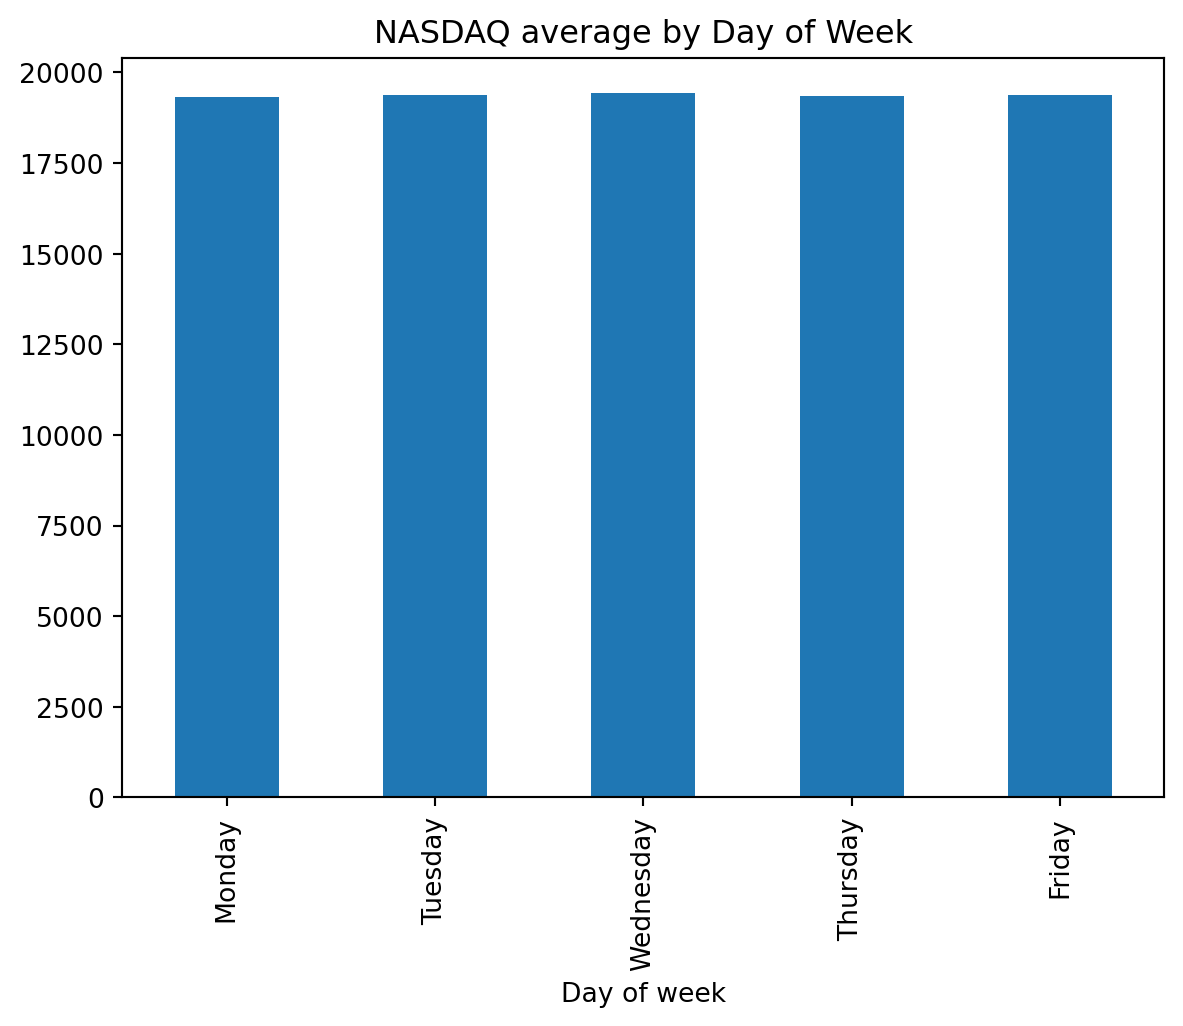 NASDAQ average by Day of Week
20000
17500
15000
12500
10000
7500
5000
2500
0
Monday
Tuesday
Wednesday
Thursday
Friday
Day of week